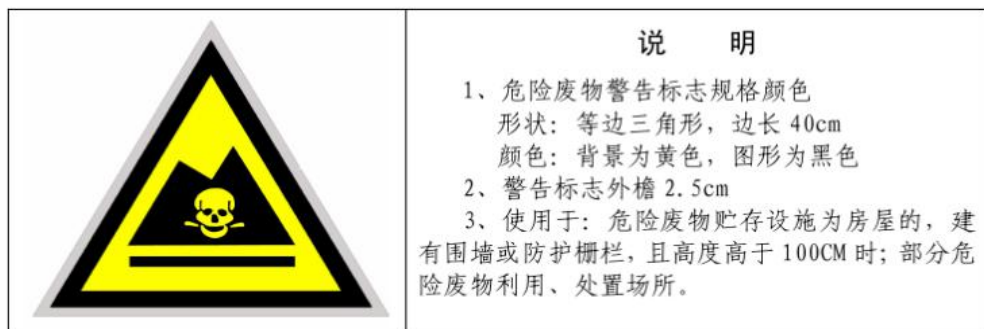 说 明
1、危险废物警告标志规格颜色
形状：等边三角形，边长 40cm
颜色：背景为黄色，图形为黑色
2、警告标志外檐 2.5cm
3、使用于：危险废物贮存设施为房屋的，建
有围墙或防护栅栏，且高度高于 100CM 时；部分危
险废物利用、处置场所。